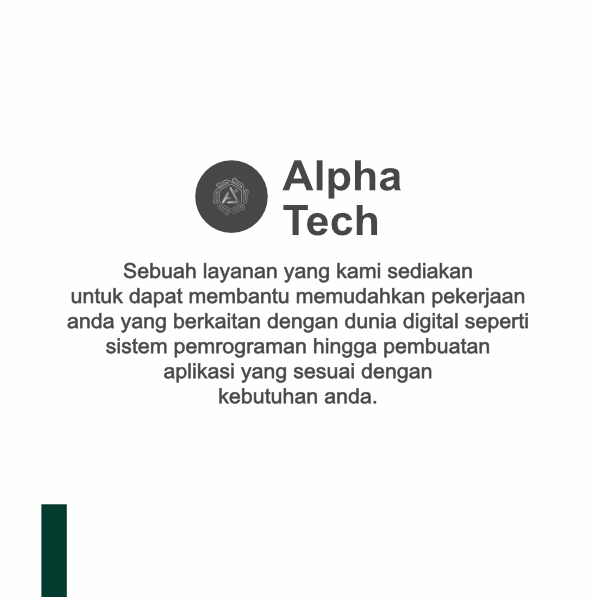 Alpha
Tech
Sebuah layanan yang kami sediakan
untuk dapat membantu memudahkan pekerjaan
anda yang berkaitan dengan dunia digital seperti
sistem pemrograman hingga pembuatan
aplikasi yang sesuai dengan
kebutuhan anda.